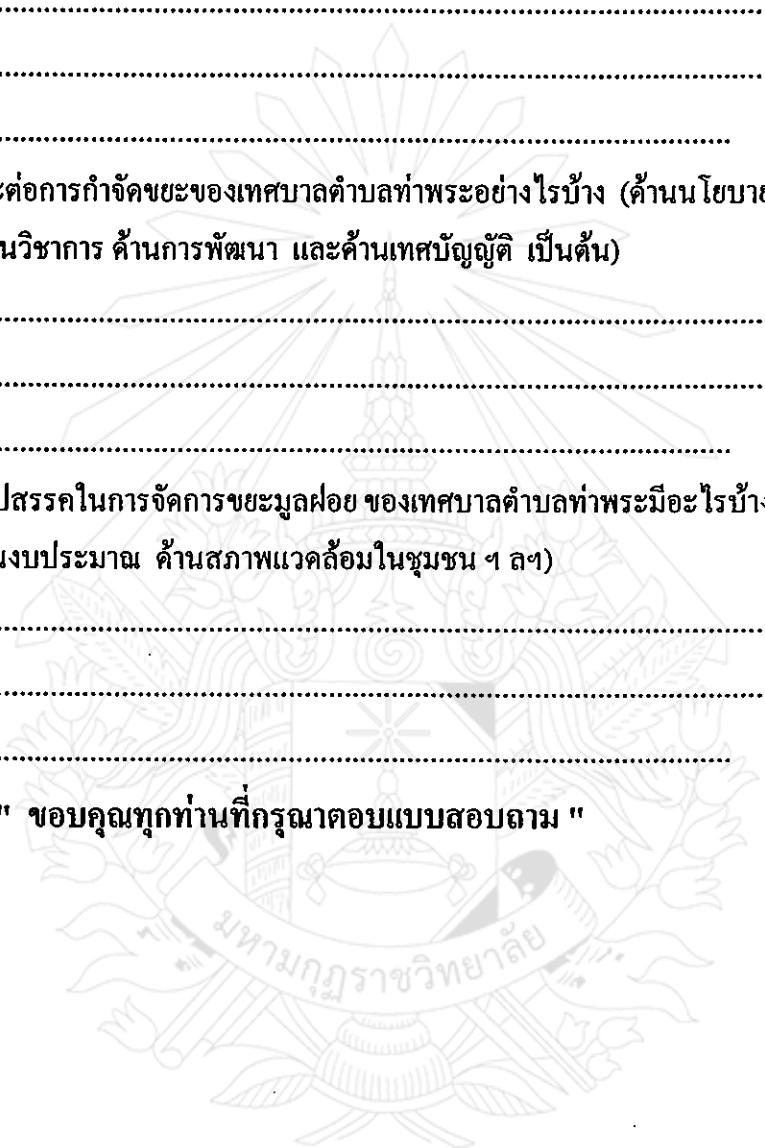 ะต่อการกำจัดขยะของเทศบาลตำบลท่าพระอย่างไรบ้าง (ด้านนโยบาย
นวิชาการ ด้านการพัฒนา และด้านเทศบัญญัติ เป็นต้น)
ปสรรคในการจัดการขยะมูลฝอย ของเทศบาลตำบลท่าพระมีอะไรบ้าง
นงบประมาณ ด้านสภาพแวดล้อมในชุมชน ฯ ลฯ)
" ขอบคุณทุกท่านที่กรุณาตอบแบบสอบถาม "
มหามกุฏราชวิทยาลัย